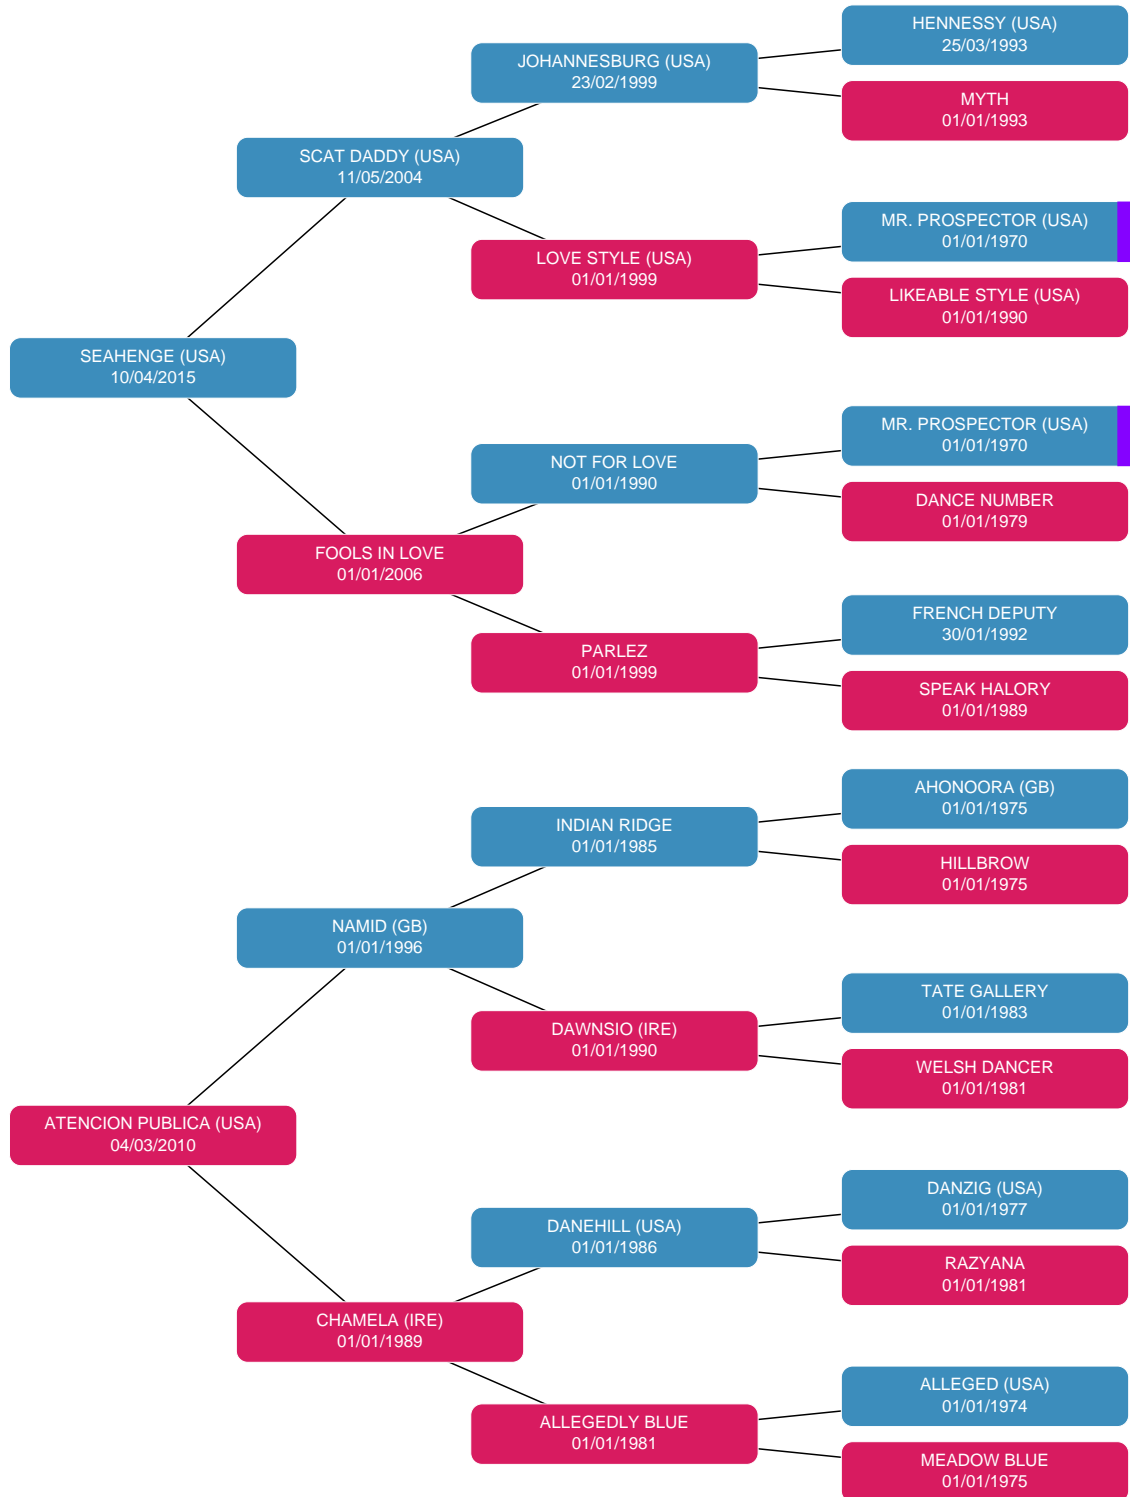 HENNESSY (USA)
25/03/1993
JOHANNESBURG (USA)
23/02/1999
MYTH
01/01/1993
SCAT DADDY (USA)
11/05/2004
MR. PROSPECTOR (USA)
01/01/1970
LOVE STYLE (USA)
01/01/1999
LIKEABLE STYLE (USA)
01/01/1990
SEAHENGE (USA)
10/04/2015
MR. PROSPECTOR (USA)
01/01/1970
NOT FOR LOVE
01/01/1990
DANCE NUMBER
01/01/1979
FOOLS IN LOVE
01/01/2006
FRENCH DEPUTY
30/01/1992
PARLEZ
01/01/1999
SPEAK HALORY
01/01/1989
AHONOORA (GB)
01/01/1975
INDIAN RIDGE
01/01/1985
HILLBROW
01/01/1975
NAMID (GB)
01/01/1996
TATE GALLERY
01/01/1983
DAWNSIO (IRE)
01/01/1990
WELSH DANCER
01/01/1981
ATENCION PUBLICA (USA)
04/03/2010
DANZIG (USA)
01/01/1977
DANEHILL (USA)
01/01/1986
RAZYANA
01/01/1981
CHAMELA (IRE)
01/01/1989
ALLEGED (USA)
01/01/1974
ALLEGEDLY BLUE
01/01/1981
MEADOW BLUE
01/01/1975